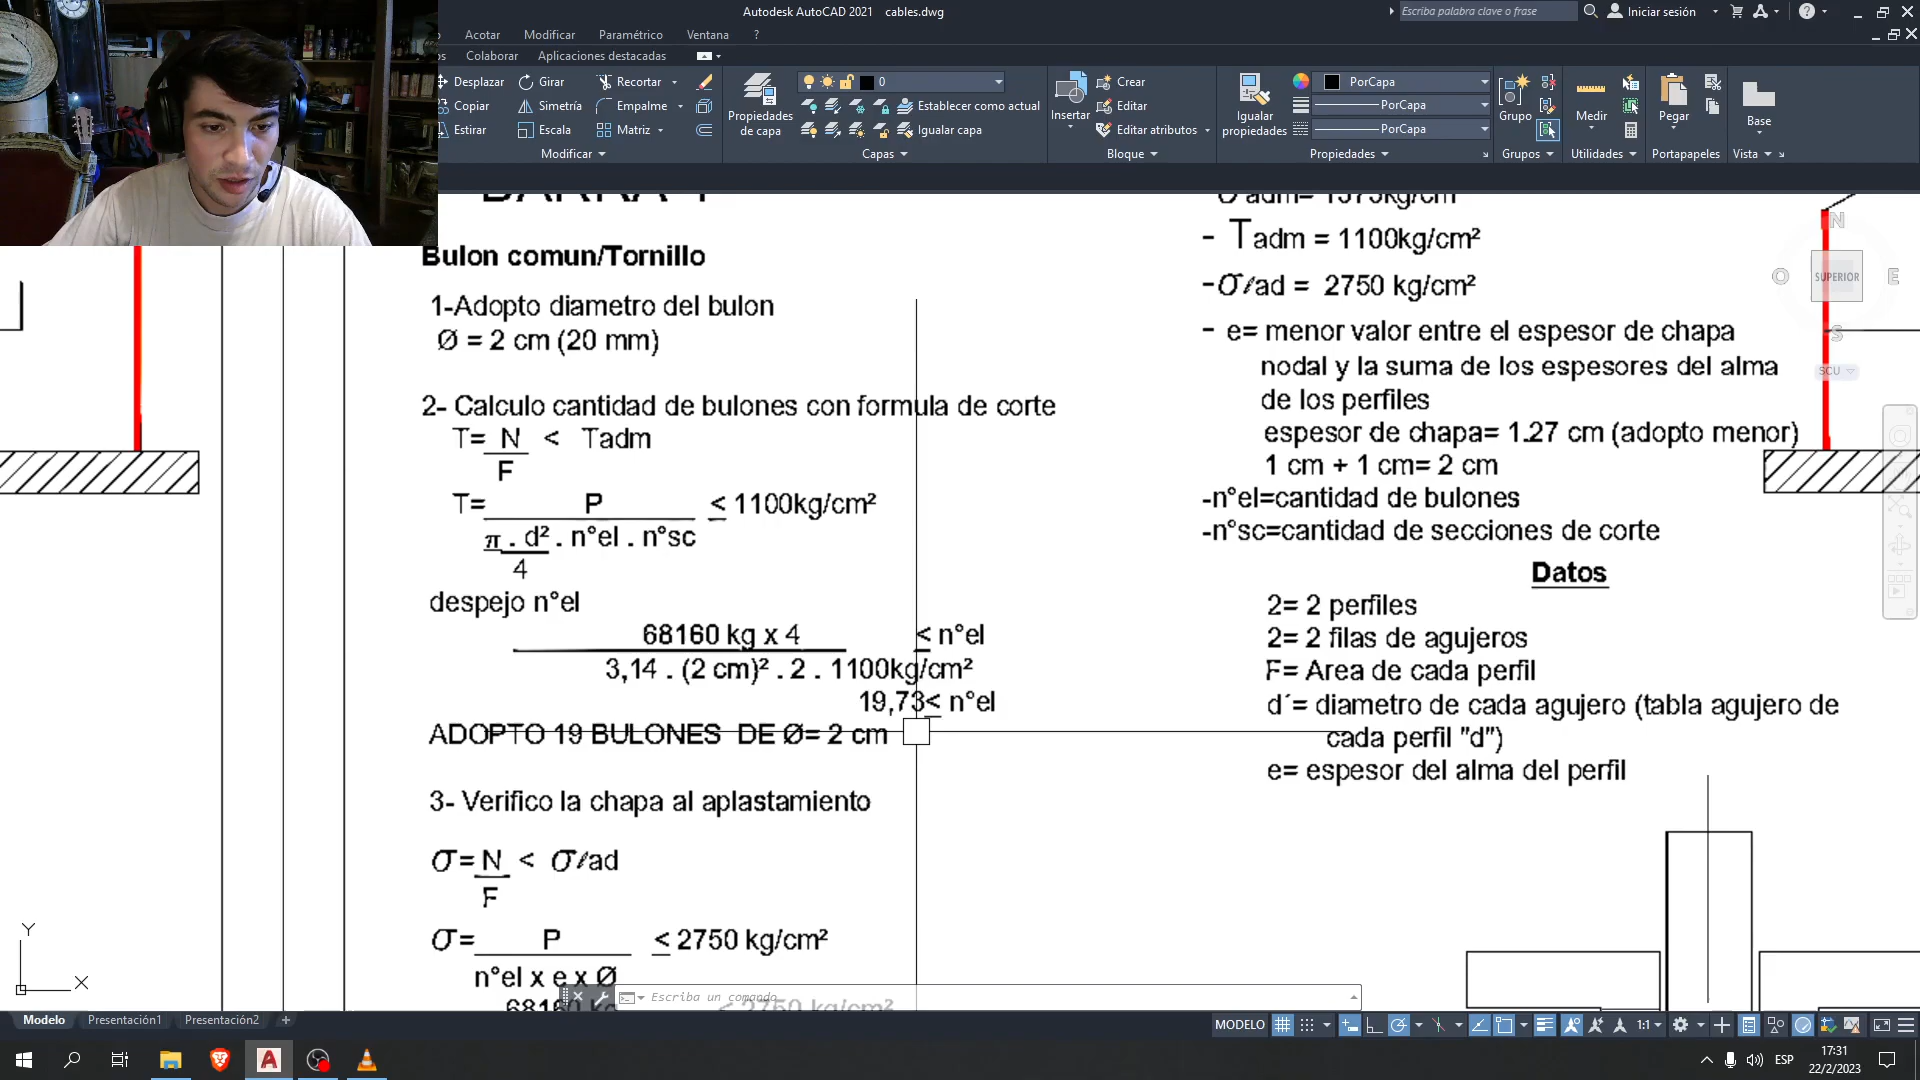 Autodesk AutoCAD 2021 cables.dwg
Escriba palabra clave o frase
Iniciar sesión
Acotar Modificar Paramétrico Ventana ?
Colaborar Aplicaciones destacadas
Desplazar Girar Recortar
Copiar Simetría Empalme
Estirar Escala Matriz
Modificar
Propiedades de capa
0
Establecer como actual
Igualar capa
Capas
Insertar
Crear
Editar
Editar atributos
Bloque
Igualar propiedades
PorCapa
PorCapa
PorCapa
Propiedades
Grupo
Grupos
Medir
Utilidades
Pegar
Portapapeles
Base
Vista
Bulon comun/Tornillo
1-Adopto diametro del bulon
Ø = 2 cm (20 mm)
2- Calculo cantidad de bulones con formula de corte
T= N < Tadm
F
T= P ≤ 1100kg/cm²
π . d² . n°el . n°sc
4
despejo n°el
68160 kg x 4 ≤ n°el
3,14 . (2 cm)² . 2 . 1100kg/cm²
19,73≤ n°el
ADOPTO 19 BULONES DE Ø= 2 cm
3- Verifico la chapa al aplastamiento
σ= N < σ/ad
F
σ= P ≤ 2750 kg/cm²
n°el x e x Ø
68160 kg ≤ 2750 kg/cm²
- Tadm = 1100kg/cm²
-σ/ad = 2750 kg/cm²
- e= menor valor entre el espesor de chapa
nodal y la suma de los espesores del alma
de los perfiles
espesor de chapa= 1.27 cm (adopto menor)
1 cm + 1 cm= 2 cm
-n°el=cantidad de bulones
-n°sc=cantidad de secciones de corte
Datos
2= 2 perfiles
2= 2 filas de agujeros
F= Area de cada perfil
d´= diametro de cada agujero (tabla agujero de
cada perfil "d")
e= espesor del alma del perfil
N
O SUPERIOR E
S
SCU
Y
X
Escriba un comando
Modelo Presentación1 Presentación2 +
MODELO 1:1
ESP
17:31
22/2/2023